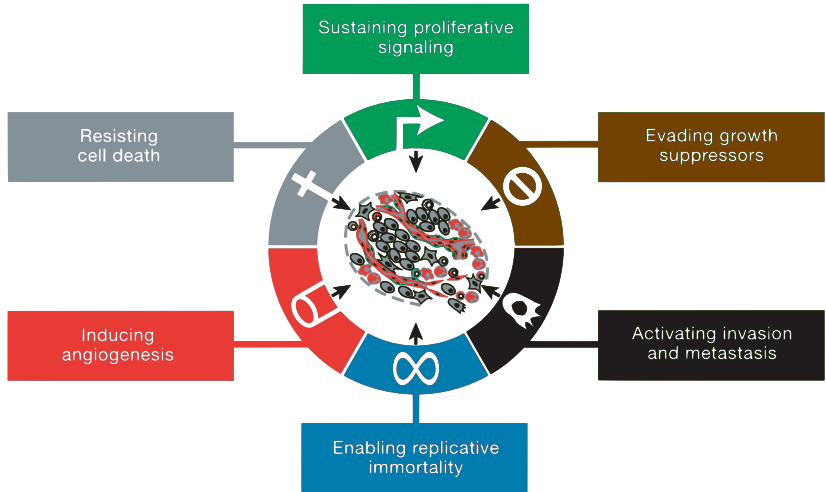 Sustaining proliferative
signaling
Resisting
cell death
Evading growth
suppressors
Inducing
angiogenesis
Activating invasion
and metastasis
Enabling replicative
immortality